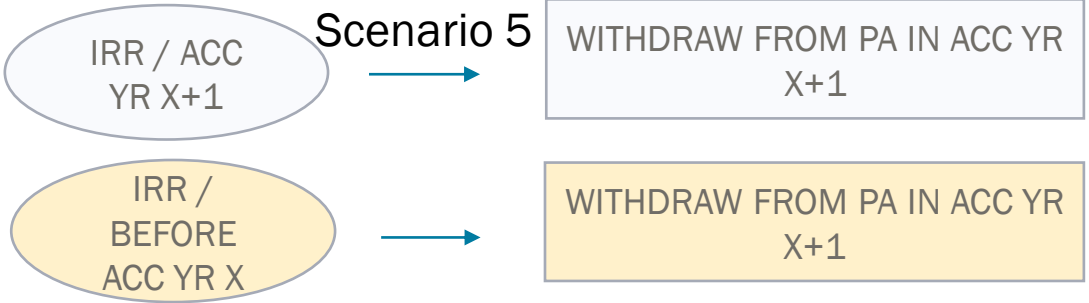 Scenario 5
IRR / ACC
YR X+1
WITHDRAW FROM PA IN ACC YR
X+1
IRR /
BEFORE
ACC YR X
WITHDRAW FROM PA IN ACC YR
X+1